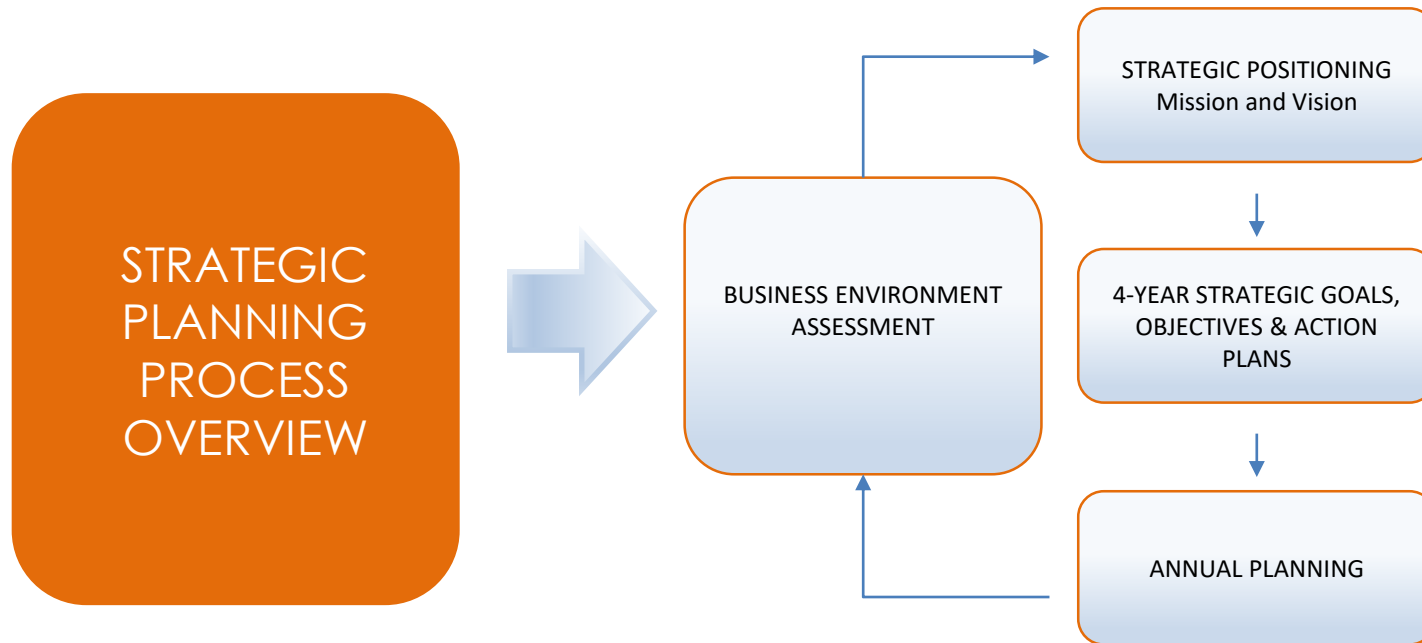 STRATEGIC
PLANNING
PROCESS
OVERVIEW
BUSINESS ENVIRONMENT
ASSESSMENT
STRATEGIC POSITIONING
Mission and Vision
4-YEAR STRATEGIC GOALS,
OBJECTIVES & ACTION
PLANS
ANNUAL PLANNING